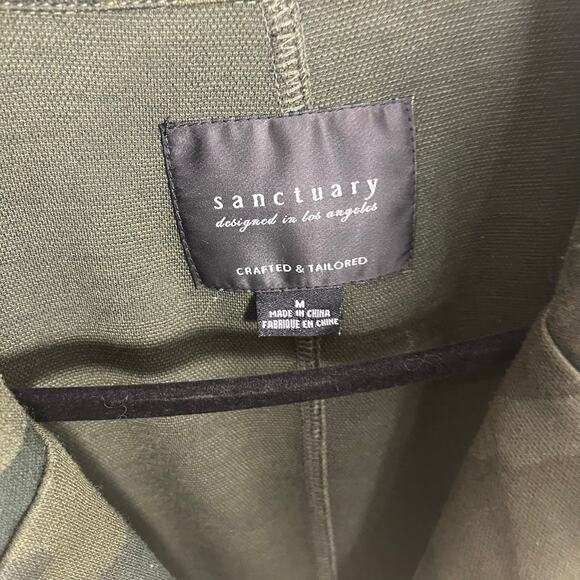 sanctuary
designed in los angeles
CRAFTED & TAILORED
M
MADE IN CHINA
FABRIQUE EN CHINE